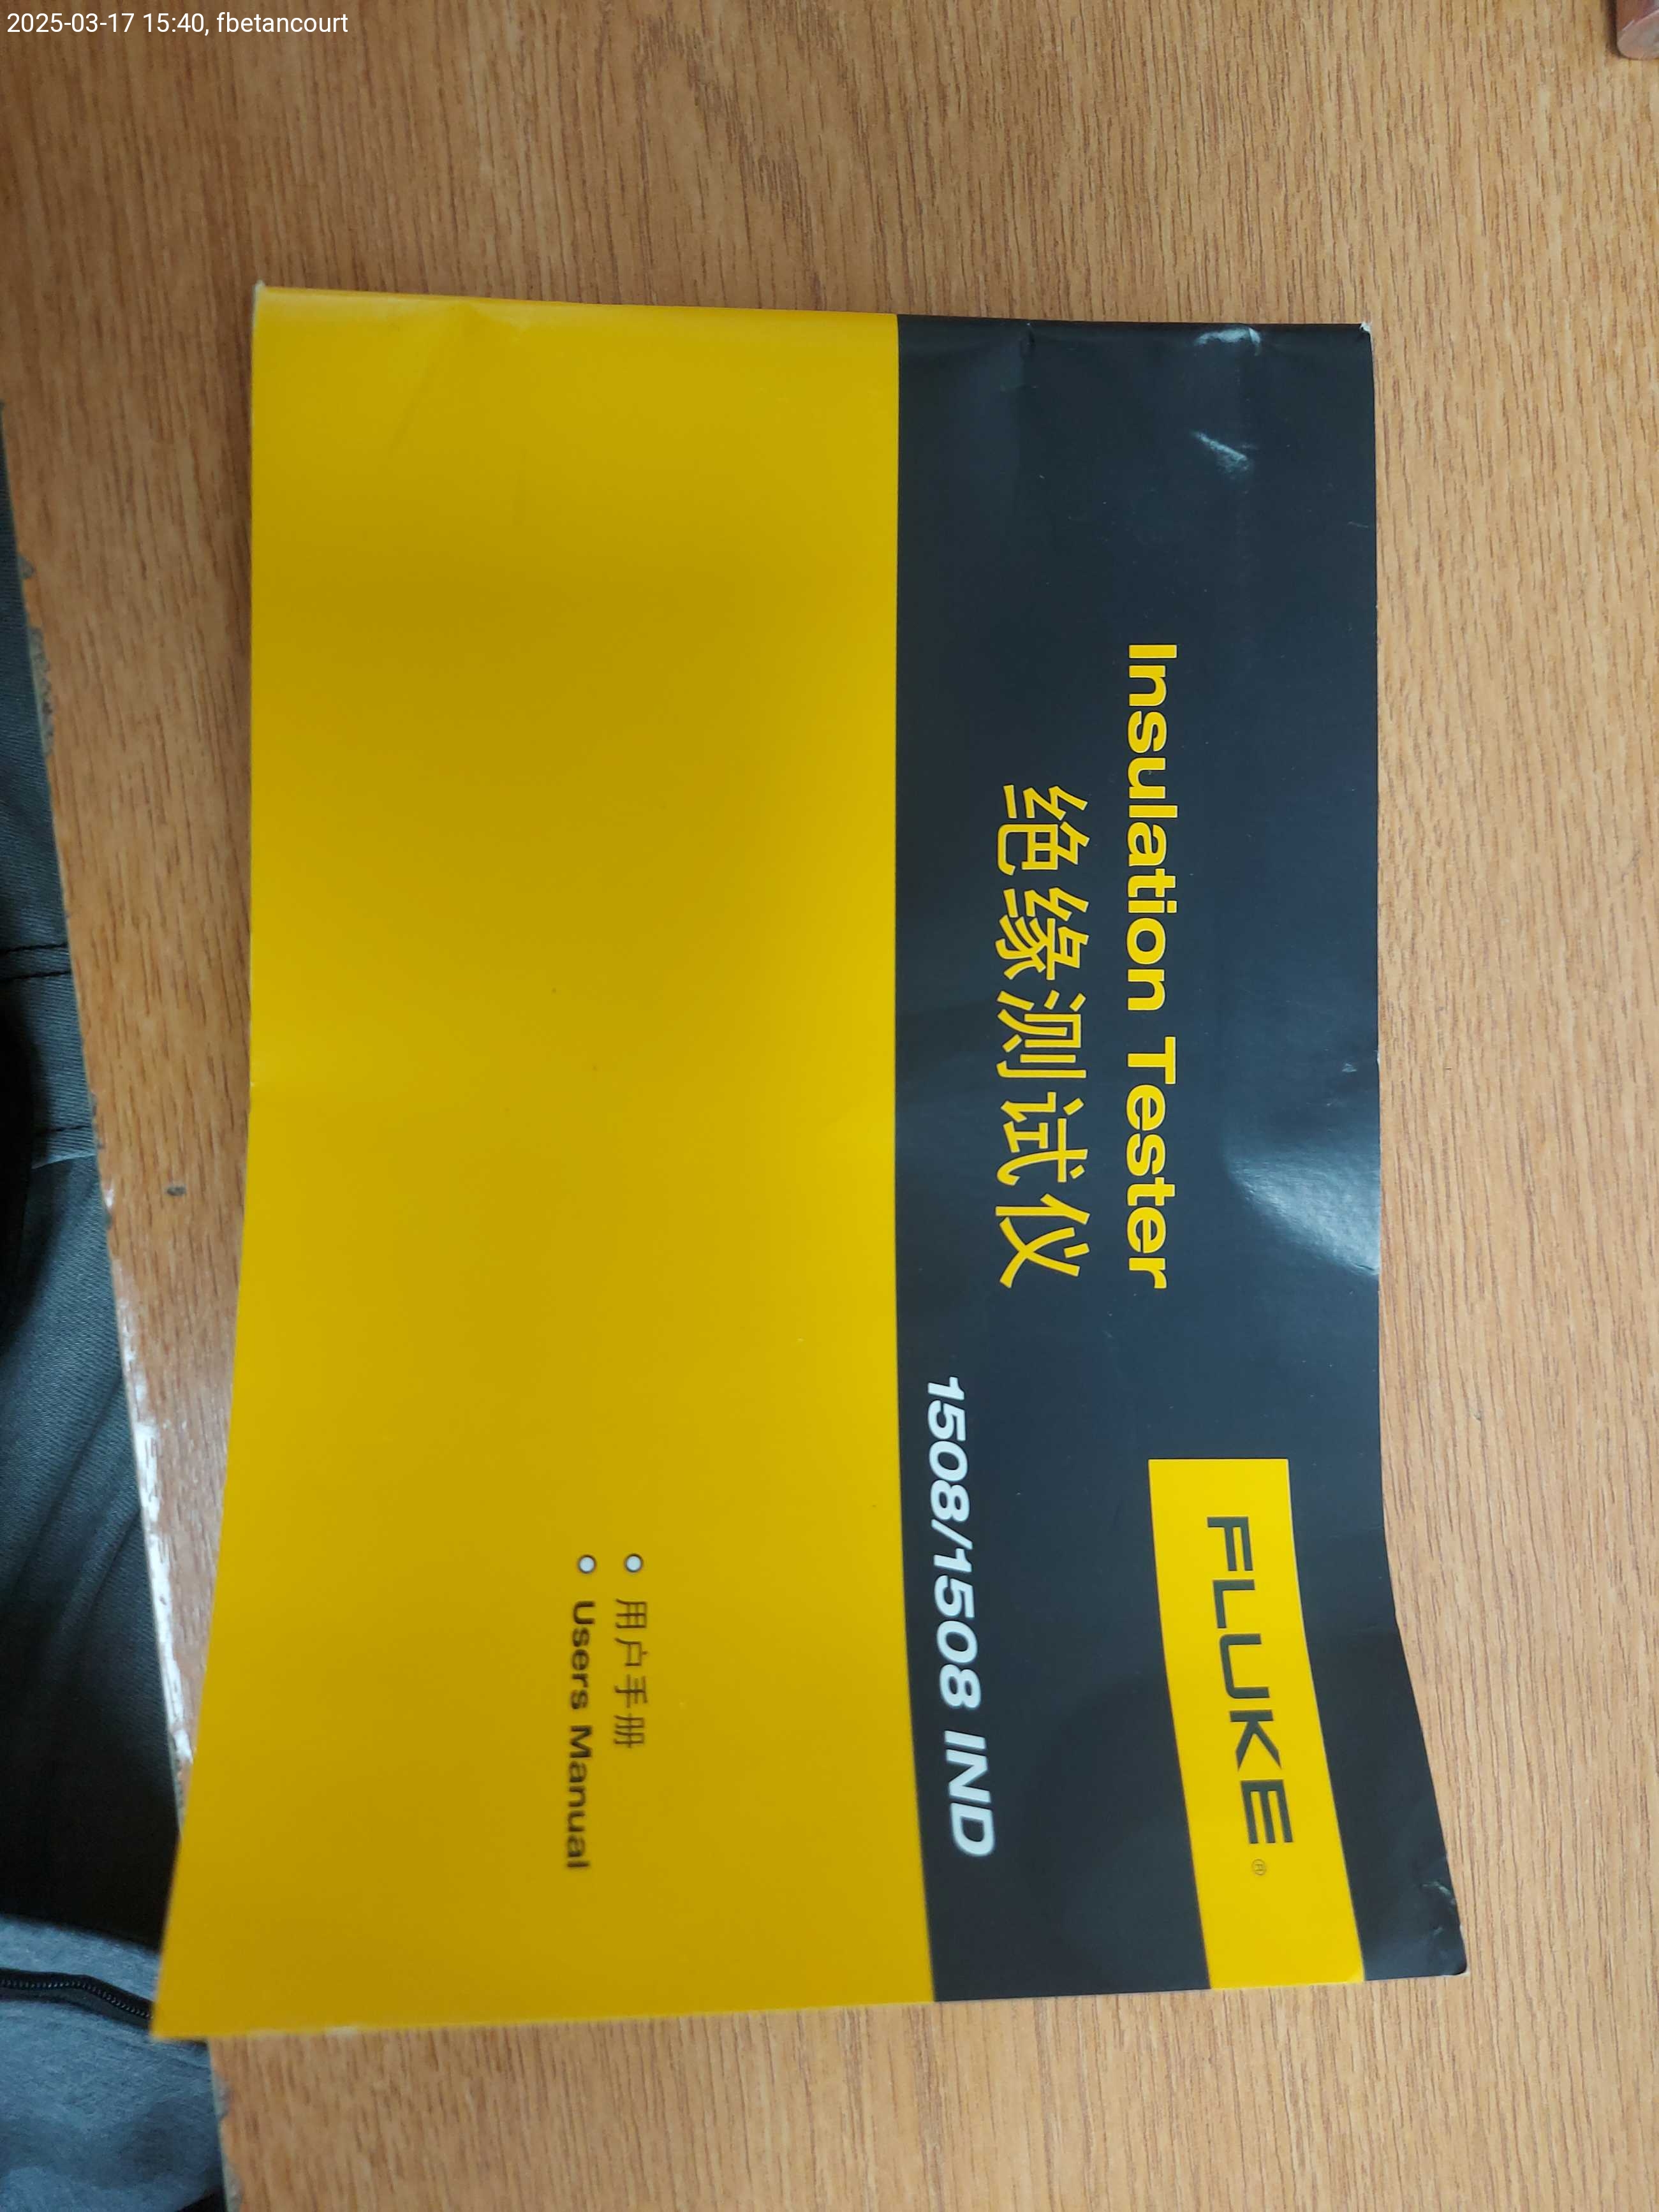 2025-03-17 15:40, fbetancourt
FLUKE®
Insulation Tester
绝缘测试仪
1508/1508 IND
用户手册
Users Manual